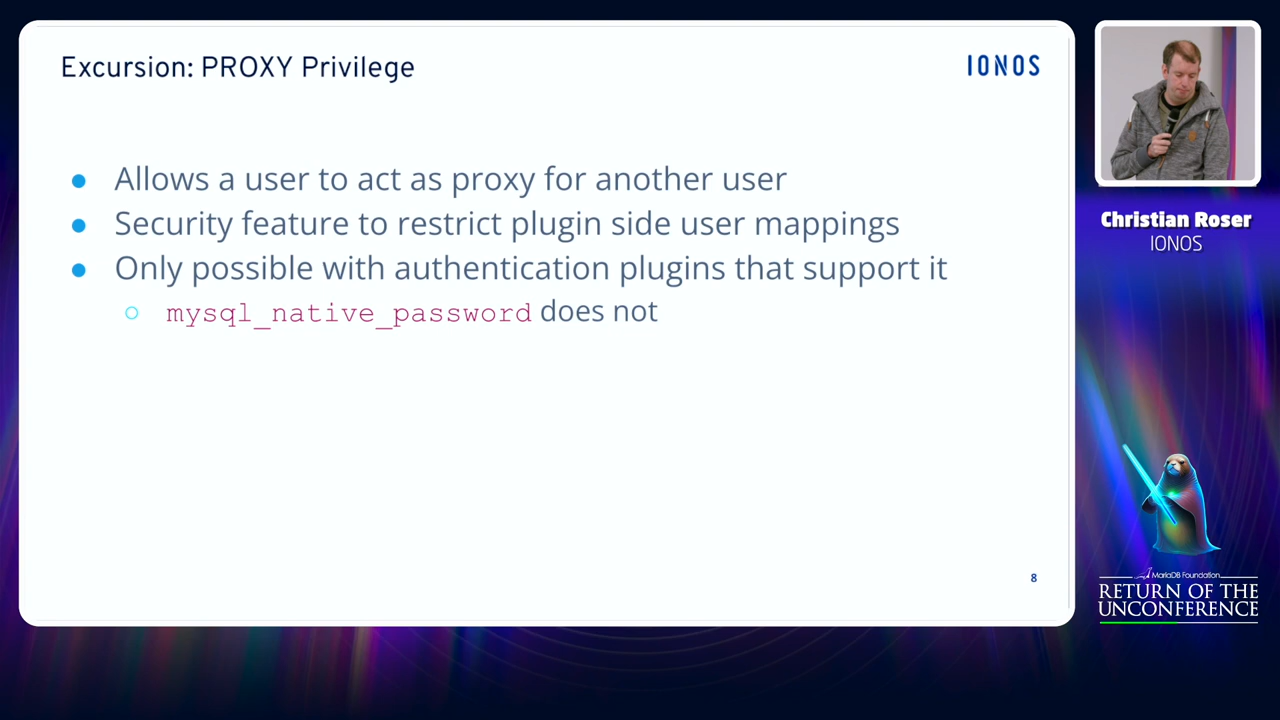 Excursion: PROXY Privilege
IONOS
Allows a user to act as proxy for another user
Security feature to restrict plugin side user mappings
Only possible with authentication plugins that support it
mysql_native_password does not
8
Christian Roser
IONOS
MariaDB Foundation
RETURN OF THE
UNCONFERENCE